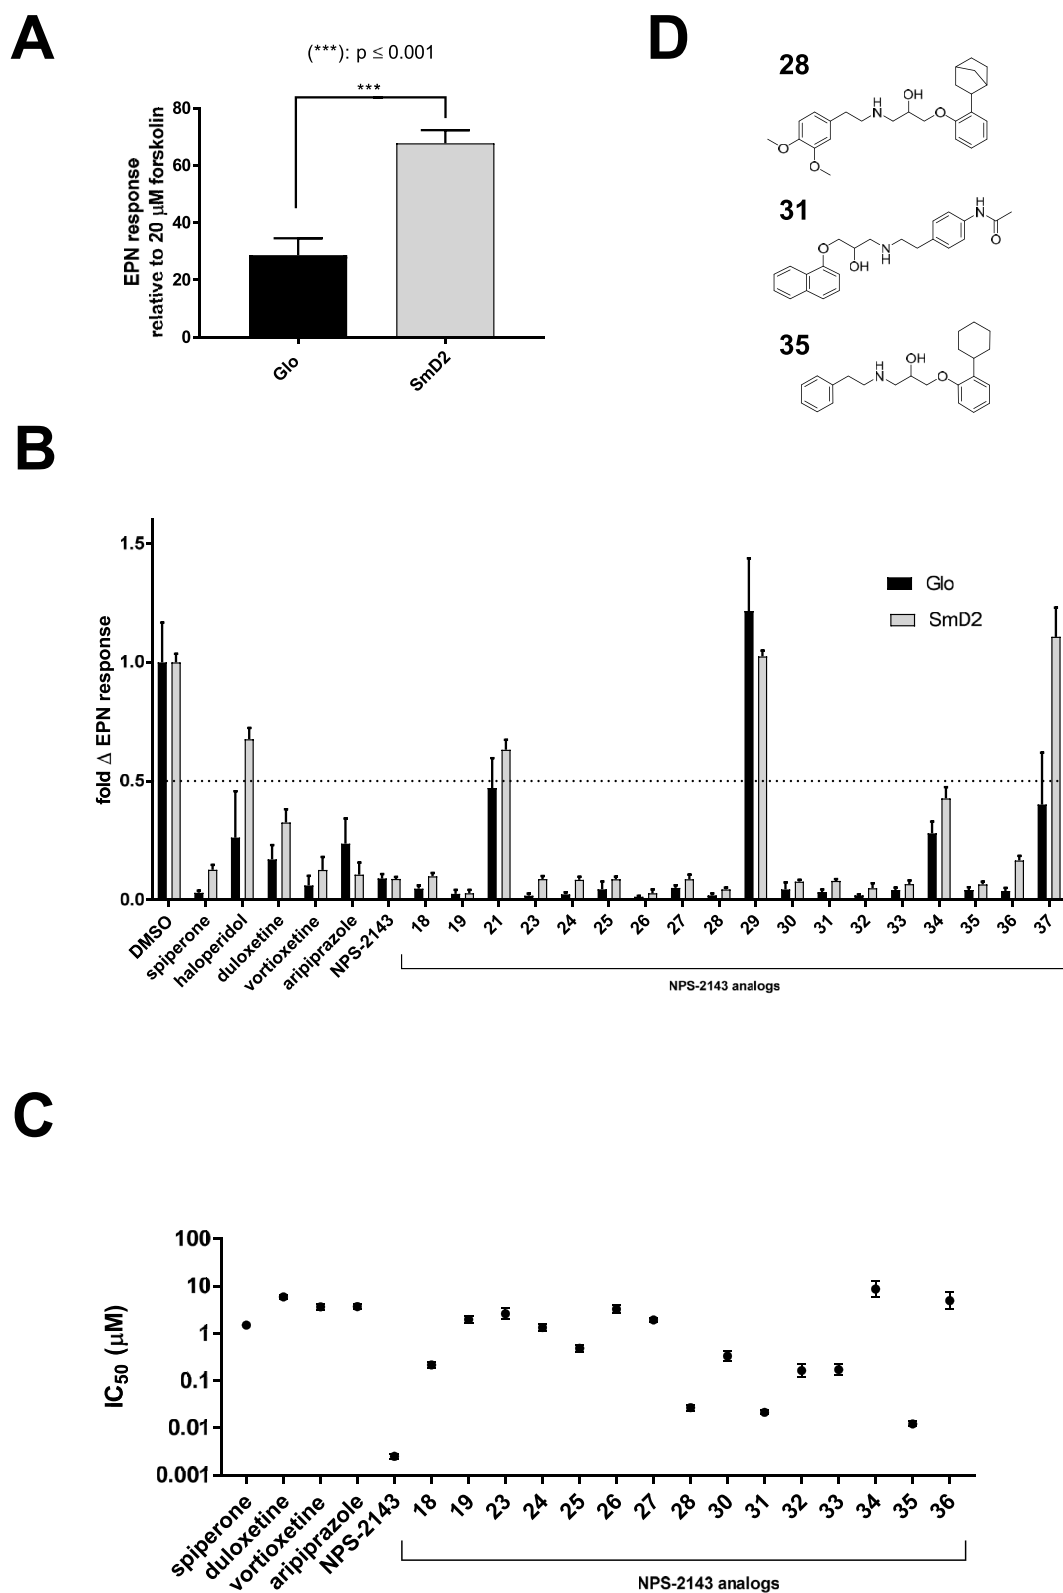 A
(***): p ≤ 0.001
***
EPN response
relative to 20 μM forskolin
80
60
40
20
0
Glo
SmD2
D
28
OH
H
N
O
O
O
31
H
N
O
O
OH
N
H
35
OH
H
N
O
B
fold Δ EPN response
1.5
1.0
0.5
0.0
Glo
SmD2
DMSO
spiperone
haloperidol
duloxetine
vortioxetine
aripiprazole
NPS-2143
18
19
21
23
24
25
26
27
28
29
30
31
32
33
34
35
36
37
NPS-2143 analogs
C
IC50 (μM)
100
10
1
0.1
0.01
0.001
spiperone
duloxetine
vortioxetine
aripiprazole
NPS-2143
18
19
23
24
25
26
27
28
30
31
32
33
34
35
36
NPS-2143 analogs